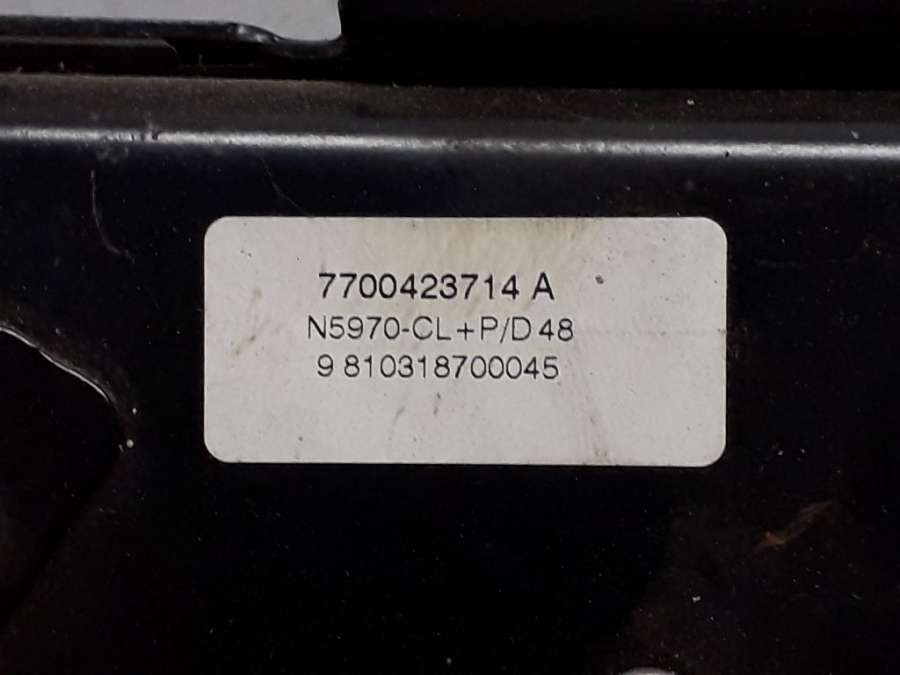 7700423714 A
N5970-CL+P/D 48
9 810318700045